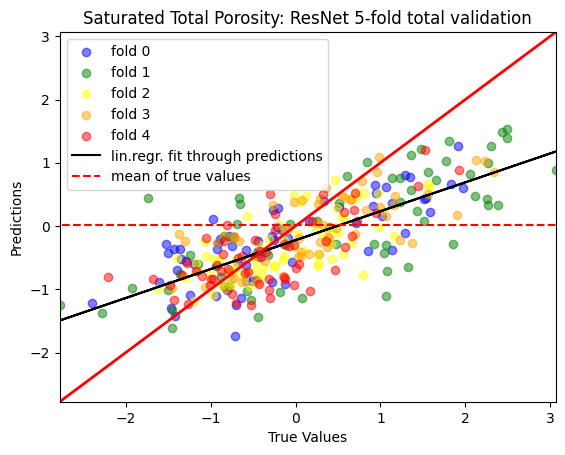 Saturated Total Porosity: ResNet 5-fold total validation
fold 0
fold 1
fold 2
fold 3
fold 4
lin.regr. fit through predictions
mean of true values
Predictions
3
2
1
0
−1
−2
−2
−1
0
1
2
3
True Values